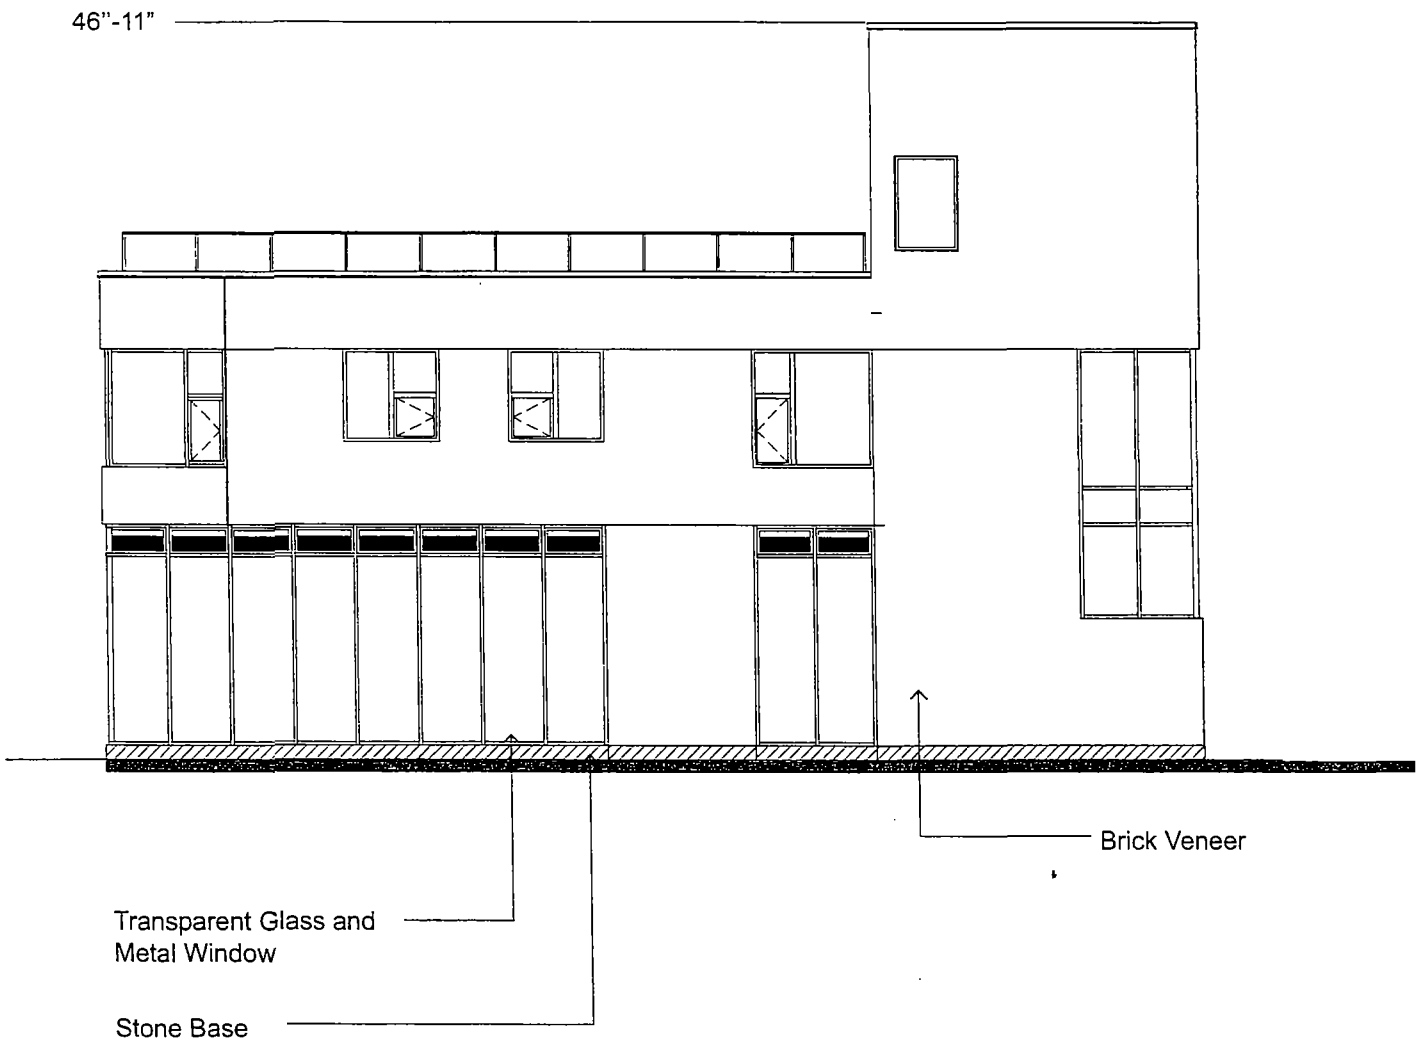 46”-11”
Brick Veneer
Transparent Glass and
Metal Window
Stone Base